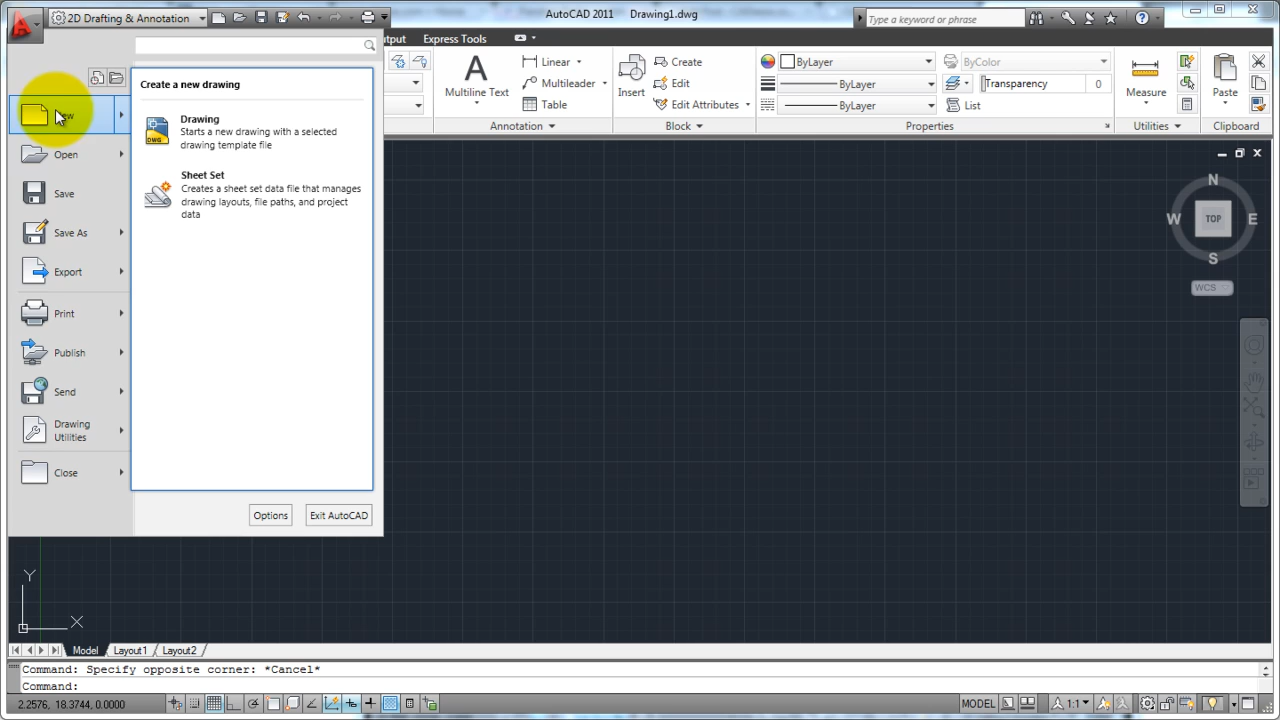 2D Drafting & Annotation
AutoCAD 2011 Drawing1.dwg
Type a keyword or phrase
Express Tools
Multiline Text
Linear
Multileader
Table
Annotation
Insert
Create
Edit
Edit Attributes
Block
ByLayer
ByLayer
ByLayer
ByColor
Transparency 0
List
Properties
Measure
Utilities
Paste
Clipboard
Open
Save
Save As
Export
Print
Publish
Send
Drawing
Utilities
Close
Create a new drawing
Drawing
Starts a new drawing with a selected
drawing template file
DWG
Sheet Set
Creates a sheet set data file that manages
drawing layouts, file paths, and project
data
Options
Exit AutoCAD
N
W
TOP
E
S
WCS
Y
X
Model
Layout1
Layout2
Command: Specify opposite corner: *Cancel*
Command:
2.2576, 18.3744, 0.0000
MODEL
1:1